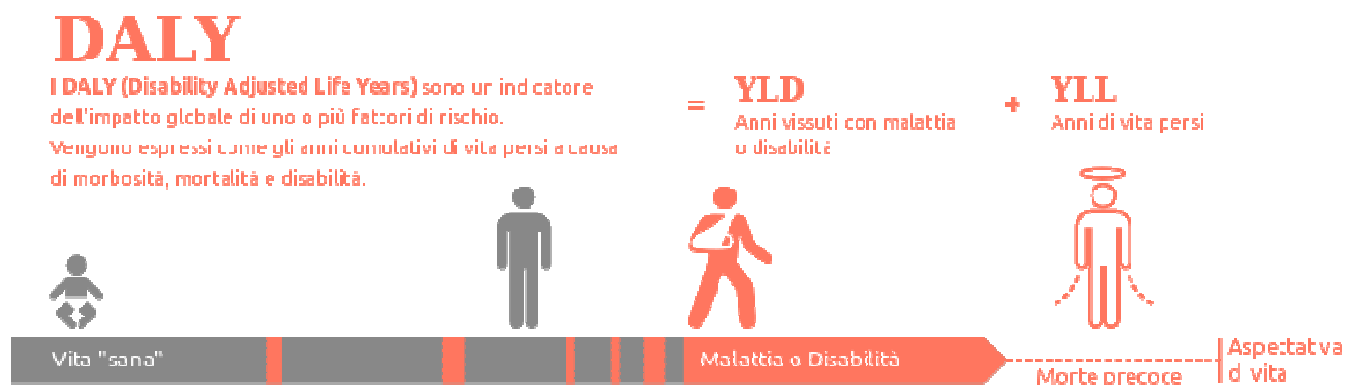 DALY
I DALY (Disability Adjusted Life Years) sono un indicatore
dell'impatto globale di uno o più fattori di rischio.
Vengono espressi come gli anni cumulativi di vita persi a causa
di morbosità, mortalità e disabilità.
= YLD
Anni vissuti con malattia
o disabilità
+ YLL
Anni di vita persi
Vita "sana"
Malattia o Disabilità
Morte precoce
Aspettativa
di vita